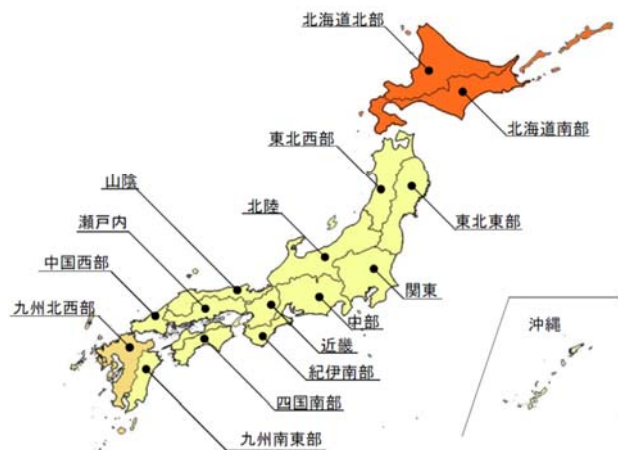 北海道北部
北海道南部
東北西部
山陰
北陸
東北東部
瀬戸内
中国西部
関東
九州北西部
中部
沖縄
近畿
紀伊南部
四国南部
九州南東部